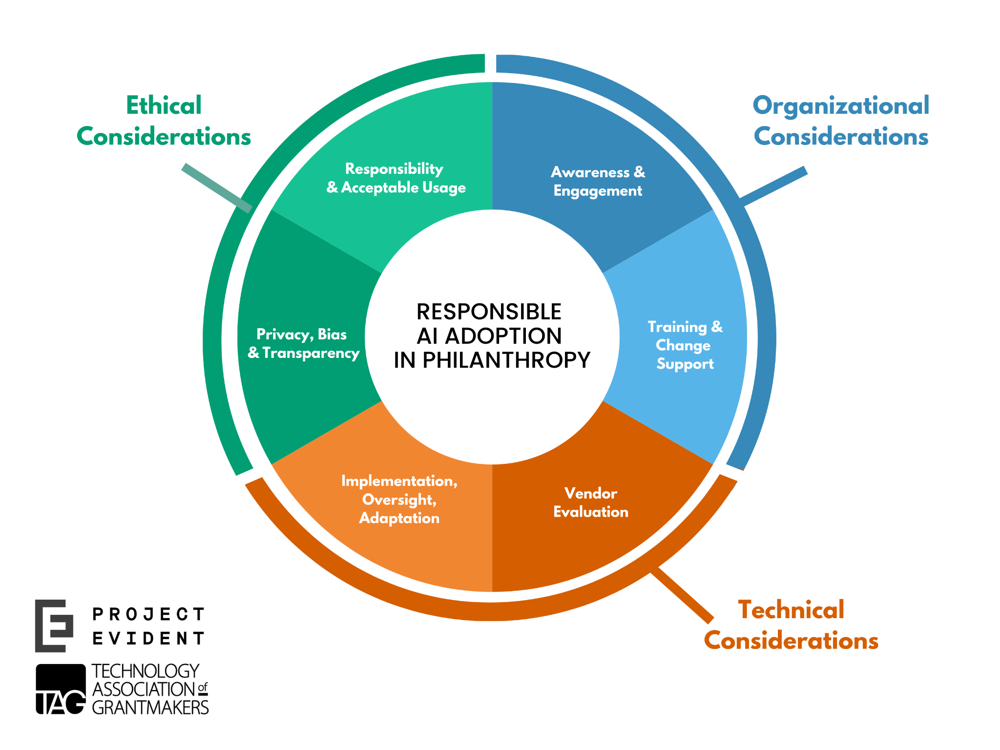 Ethical
Considerations
Organizational
Considerations
Responsibility
& Acceptable Usage
Awareness &
Engagement
Privacy, Bias
& Transparency
RESPONSIBLE
AI ADOPTION
IN PHILANTHROPY
Training &
Change
Support
Implementation,
Oversight,
Adaptation
Vendor
Evaluation
Technical
Considerations
PROJECT
EVIDENT
TAG
TECHNOLOGY
ASSOCIATION of
GRANTMAKERS